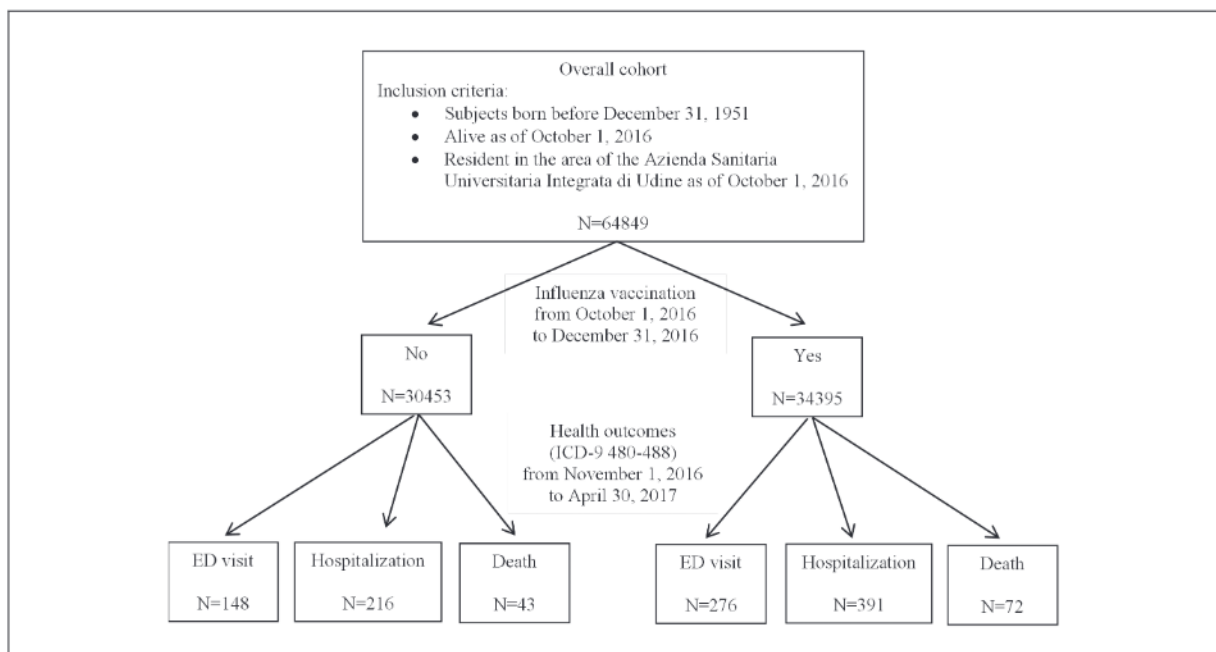 Overall cohort
Inclusion criteria:
• Subjects born before December 31, 1951
• Alive as of October 1, 2016
• Resident in the area of the Azienda Sanitaria
Universitaria Integrata di Udine as of October 1, 2016
N=64849
Influenza vaccination
from October 1, 2016
to December 31, 2016
No
N=30453
Yes
N=34395
Health outcomes
(ICD-9 480-488)
from November 1, 2016
to April 30, 2017
ED visit
N=148
Hospitalization
N=216
Death
N=43
ED visit
N=276
Hospitalization
N=391
Death
N=72